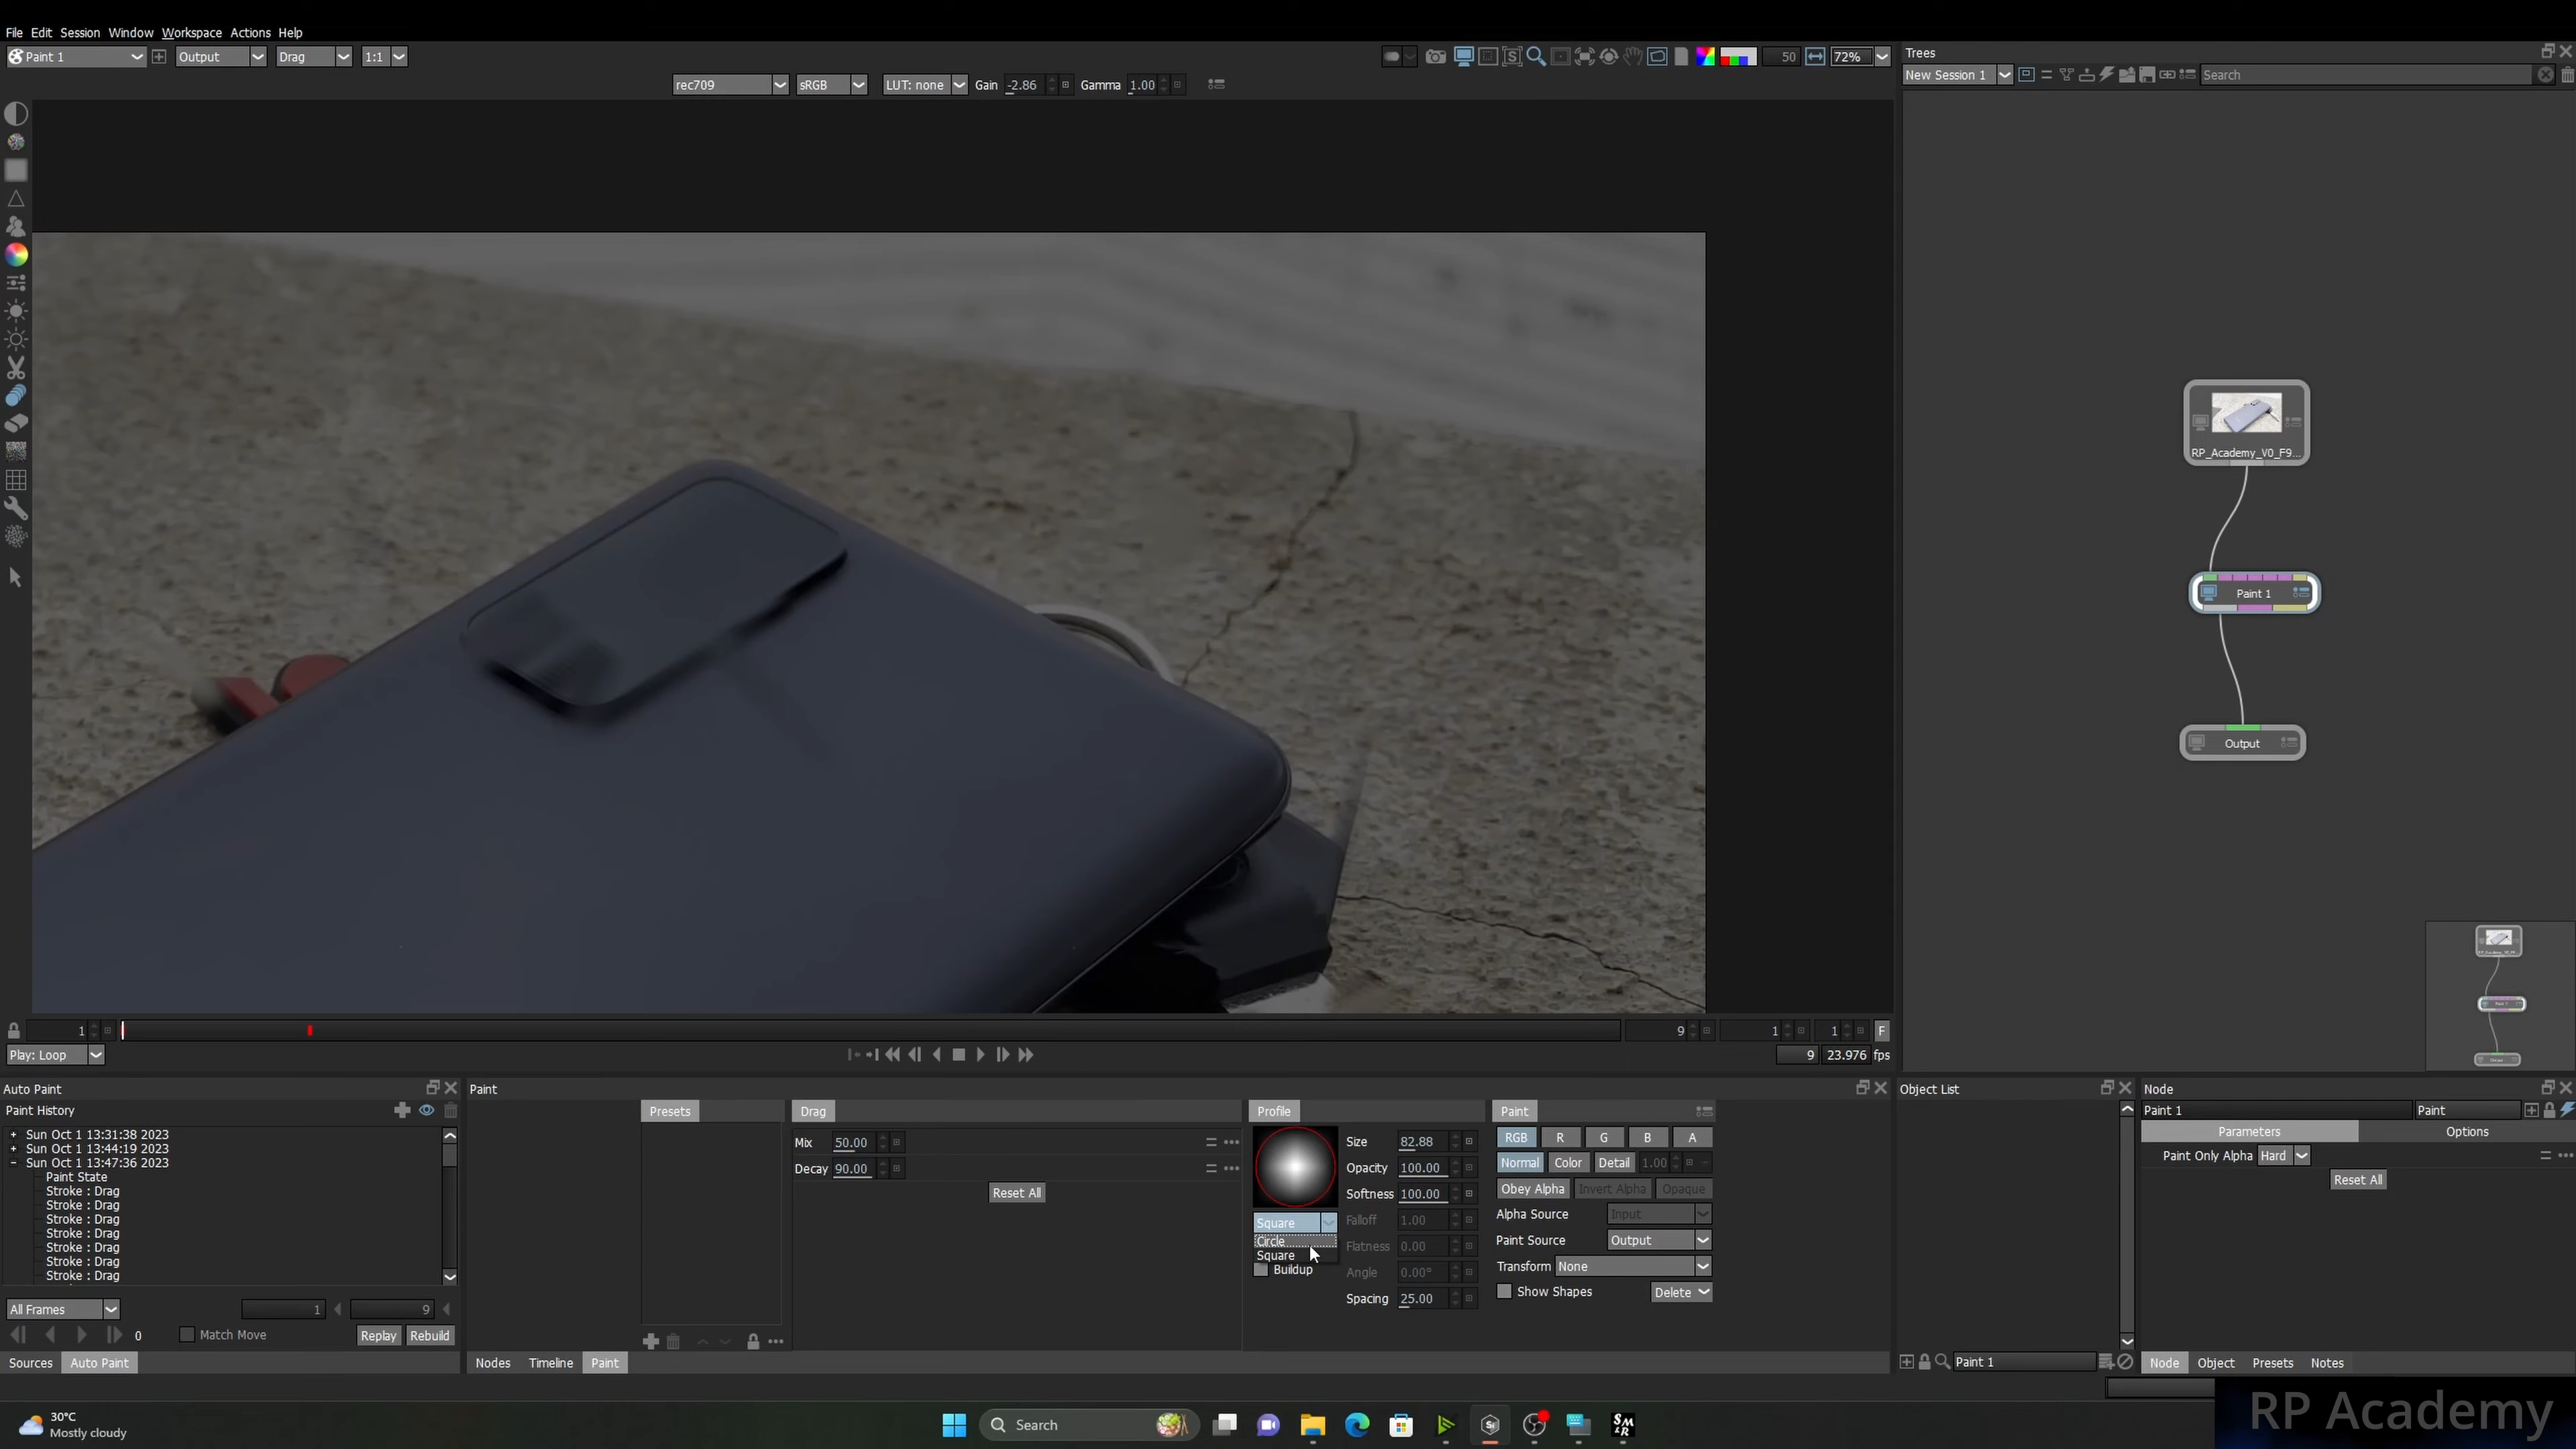 File Edit Session Window Workspace Actions Help
Paint 1 Output Drag 1:1 50 72%
rec709 sRGB LUT: none Gain -2.86 Gamma 1.00
Trees
New Session 1 Search
RP_Academy_V0_F9...
Paint 1
Output
1 9 1 1 F
Play: Loop 9 23.976 fps
Auto Paint
Paint History
Sun Oct 1 13:31:38 2023
Sun Oct 1 13:44:19 2023
Sun Oct 1 13:47:36 2023
Paint State
Stroke : Drag
Stroke : Drag
Stroke : Drag
Stroke : Drag
Stroke : Drag
Stroke : Drag
Stroke : Drag
All Frames 1 9
0 Match Move Replay Rebuild
Sources Auto Paint
Paint
Presets
Drag
Mix 50.00
Decay 90.00
Reset All
Profile
Square
Circle
Square
Buildup
Size 82.88
Opacity 100.00
Softness 100.00
Falloff 1.00
Flatness 0.00
Angle 0.00°
Spacing 25.00
Paint
RGB R G B A
Normal Color Detail 1.00
Obey Alpha Invert Alpha Opaque
Alpha Source Input
Paint Source Output
Transform None
Show Shapes Delete
Nodes Timeline Paint
Object List
Paint 1
Node
Paint 1 Paint
Parameters Options
Paint Only Alpha Hard
Reset All
Node Object Presets Notes
30°C
Mostly cloudy
Search
RP Academy